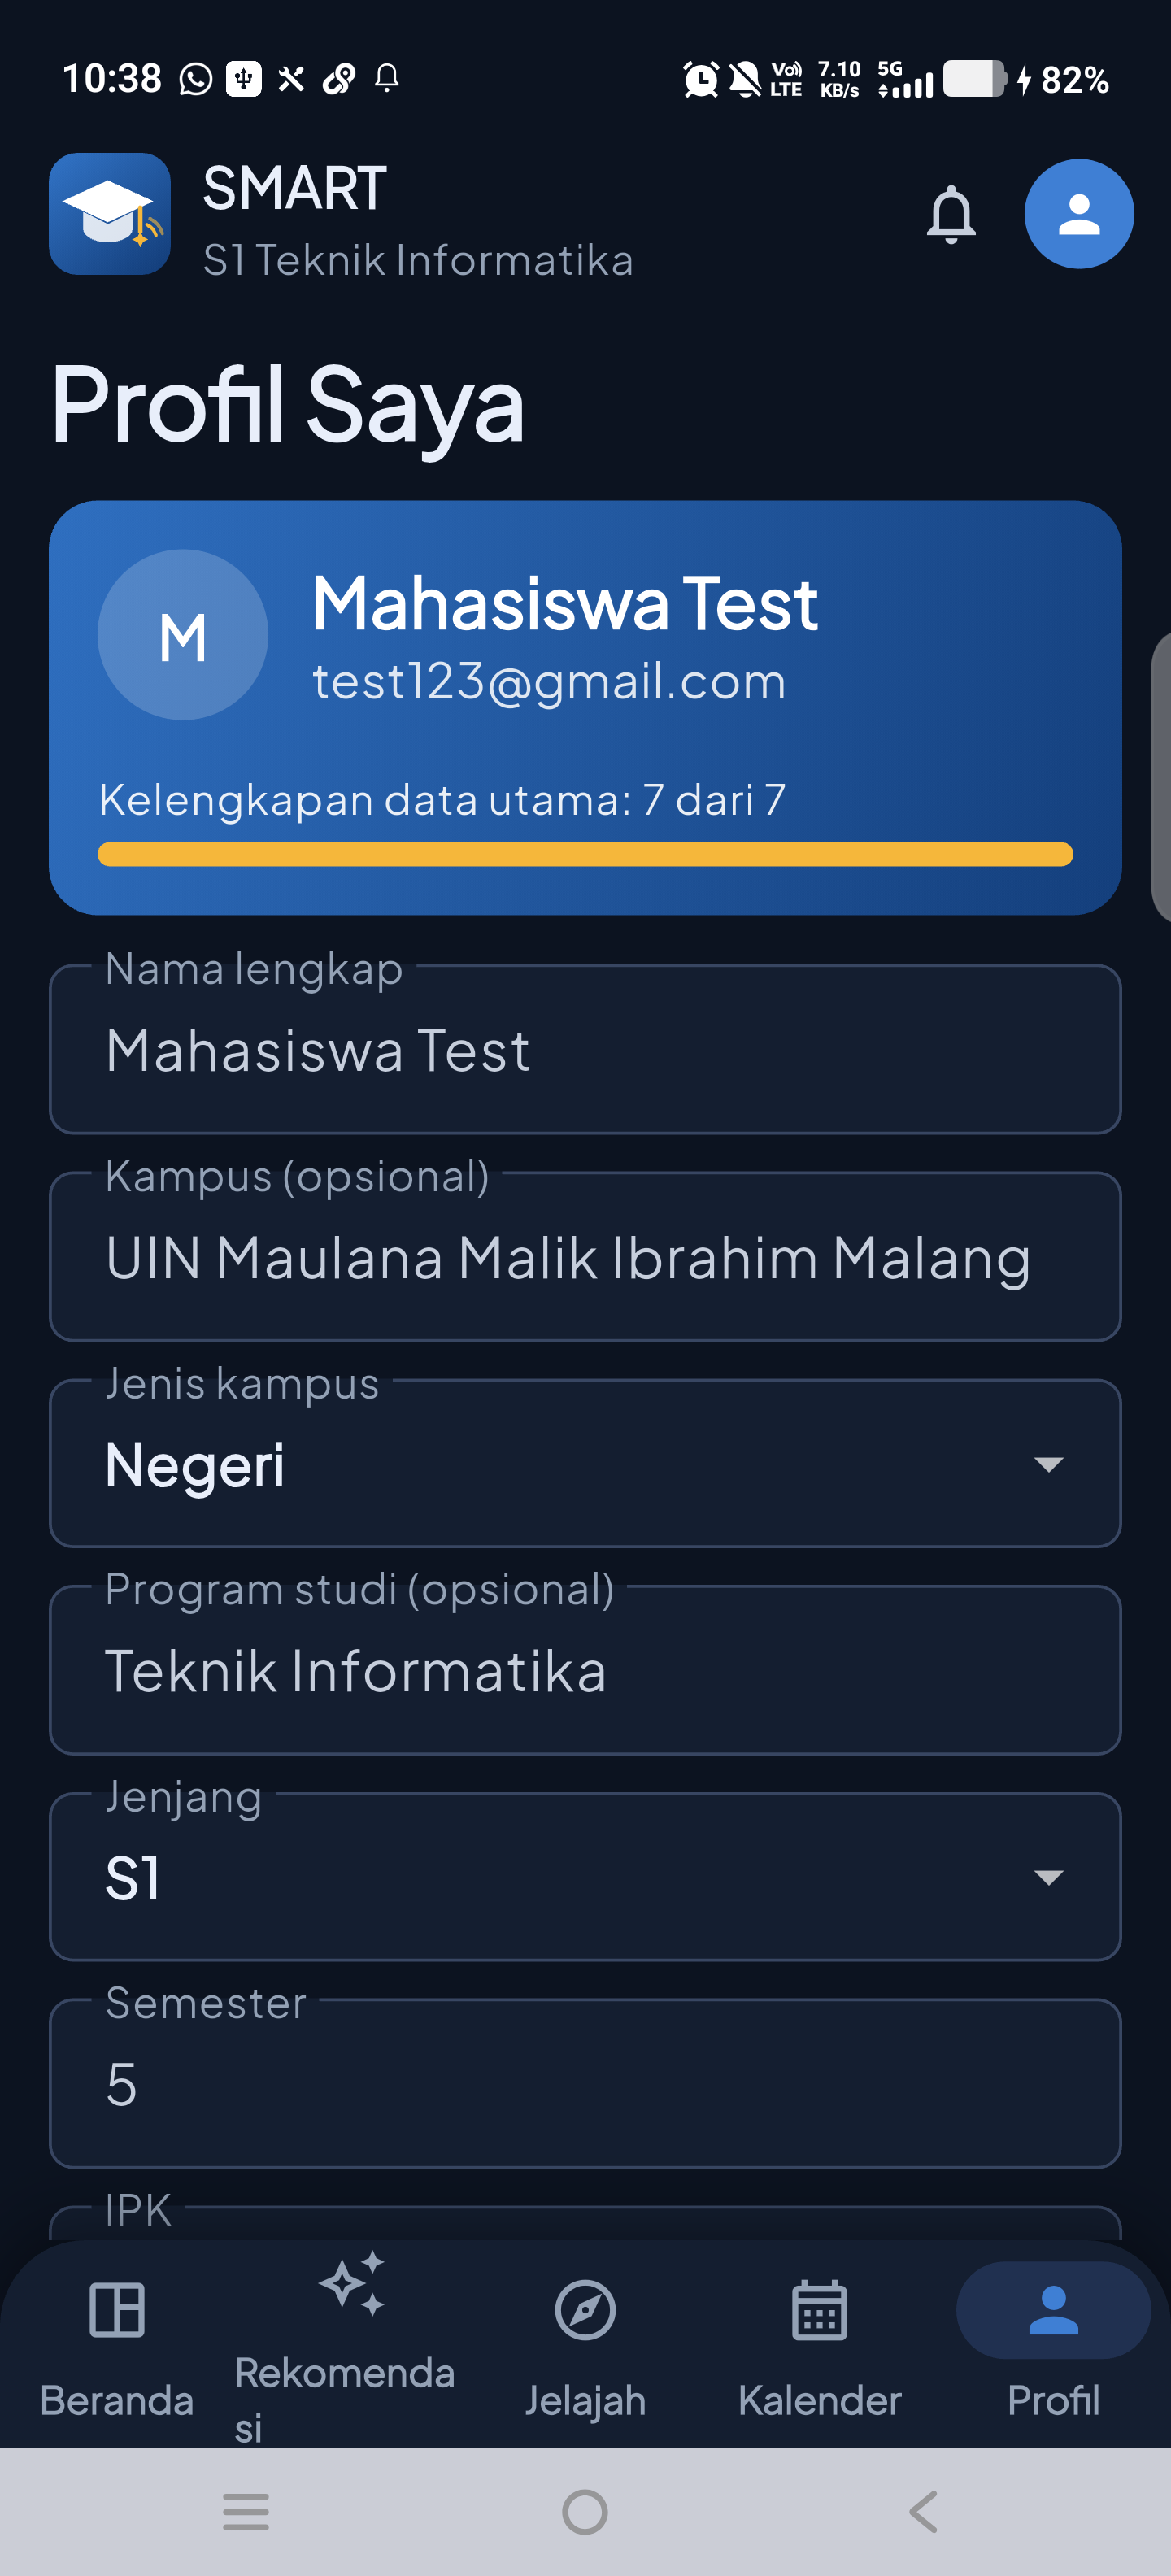 10:38 Vo)) LTE 7.10 KB/s 5G 82%
SMART
S1 Teknik Informatika
Profil Saya
M
Mahasiswa Test
test123@gmail.com
Kelengkapan data utama: 7 dari 7
Nama lengkap
Mahasiswa Test
Kampus (opsional)
UIN Maulana Malik Ibrahim Malang
Jenis kampus
Negeri
Program studi (opsional)
Teknik Informatika
Jenjang
S1
Semester
5
IPK
Beranda
Rekomenda
si
Jelajah
Kalender
Profil